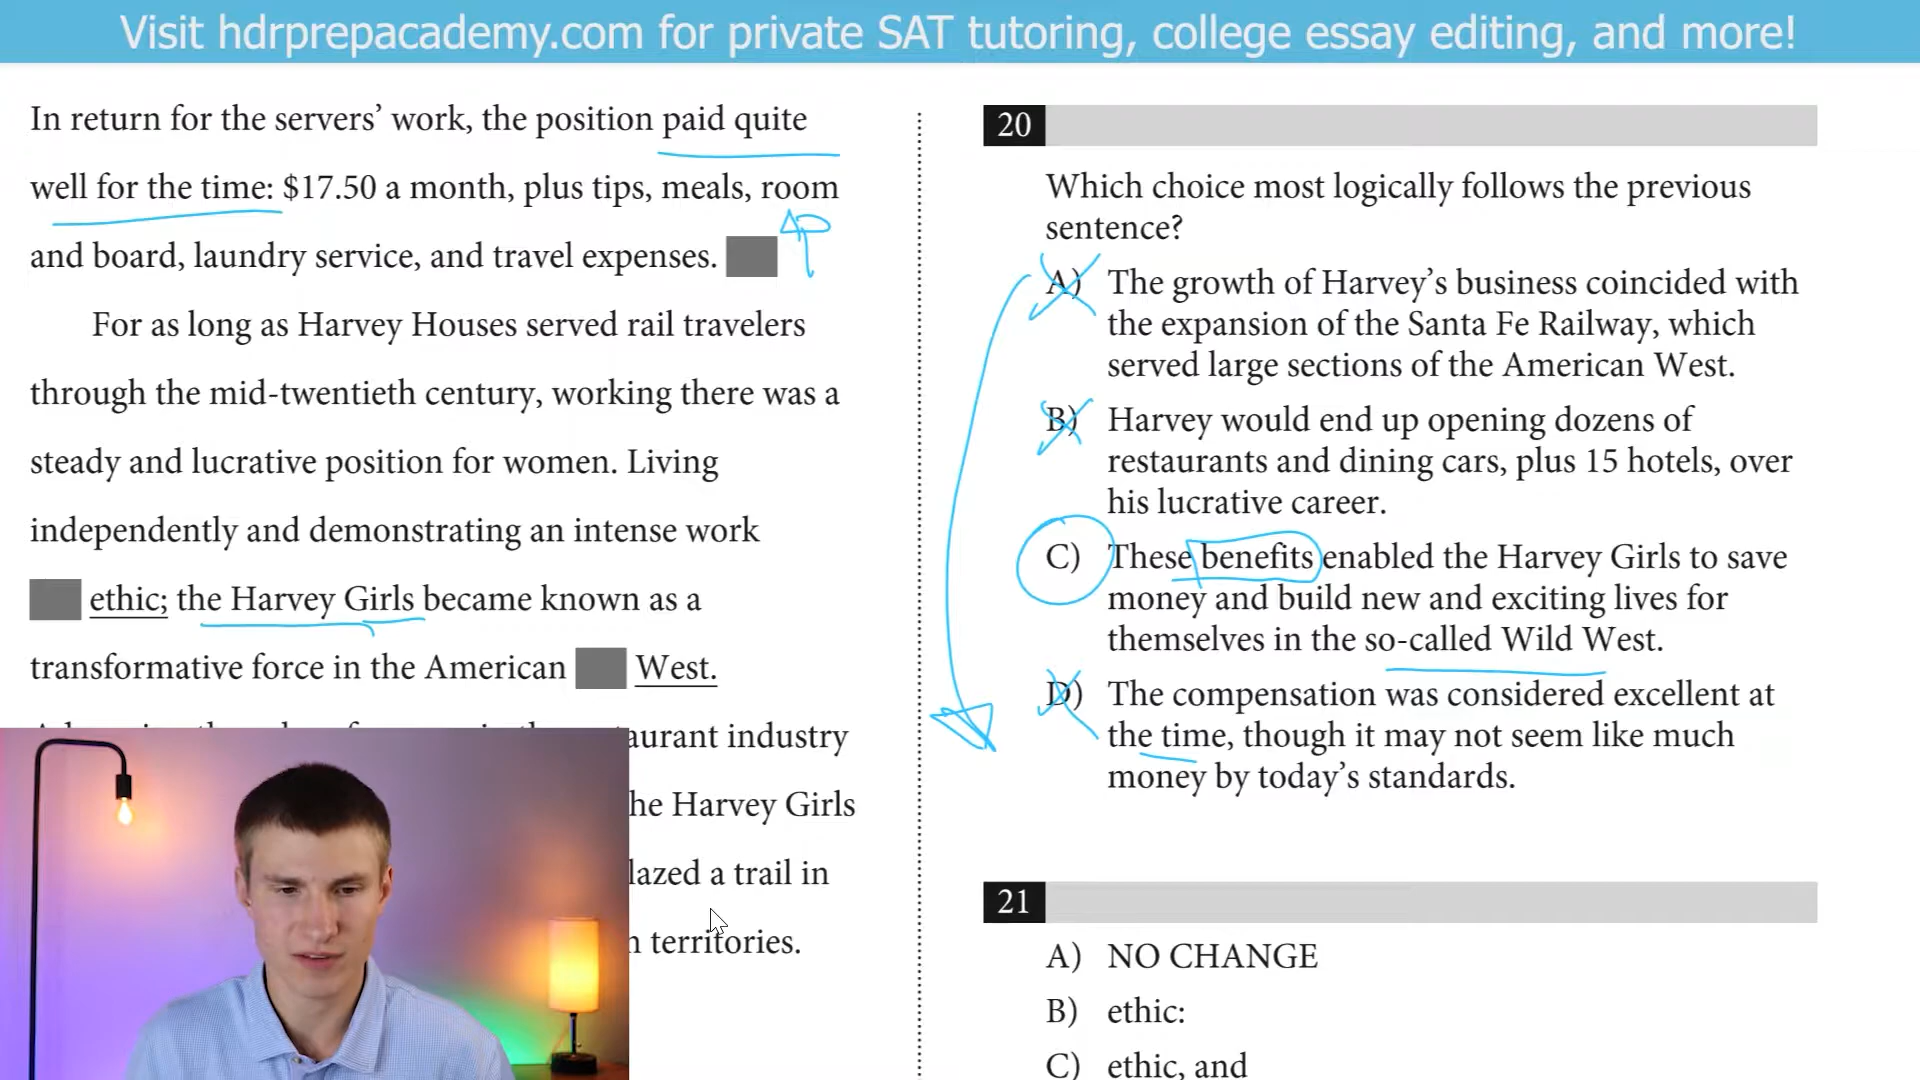 Visit hdrprepacademy.com for private SAT tutoring, college essay editing, and more!
In return for the servers’ work, the position paid quite
well for the time: $17.50 a month, plus tips, meals, room
and board, laundry service, and travel expenses.
For as long as Harvey Houses served rail travelers
through the mid-twentieth century, working there was a
steady and lucrative position for women. Living
independently and demonstrating an intense work
ethic; the Harvey Girls became known as a
transformative force in the American West.
aurant industry
he Harvey Girls
lazed a trail in
territories.
20
Which choice most logically follows the previous
sentence?
A) The growth of Harvey’s business coincided with
the expansion of the Santa Fe Railway, which
served large sections of the American West.
B) Harvey would end up opening dozens of
restaurants and dining cars, plus 15 hotels, over
his lucrative career.
C) These benefits enabled the Harvey Girls to save
money and build new and exciting lives for
themselves in the so-called Wild West.
D) The compensation was considered excellent at
the time, though it may not seem like much
money by today’s standards.
21
A) NO CHANGE
B) ethic:
C) ethic, and